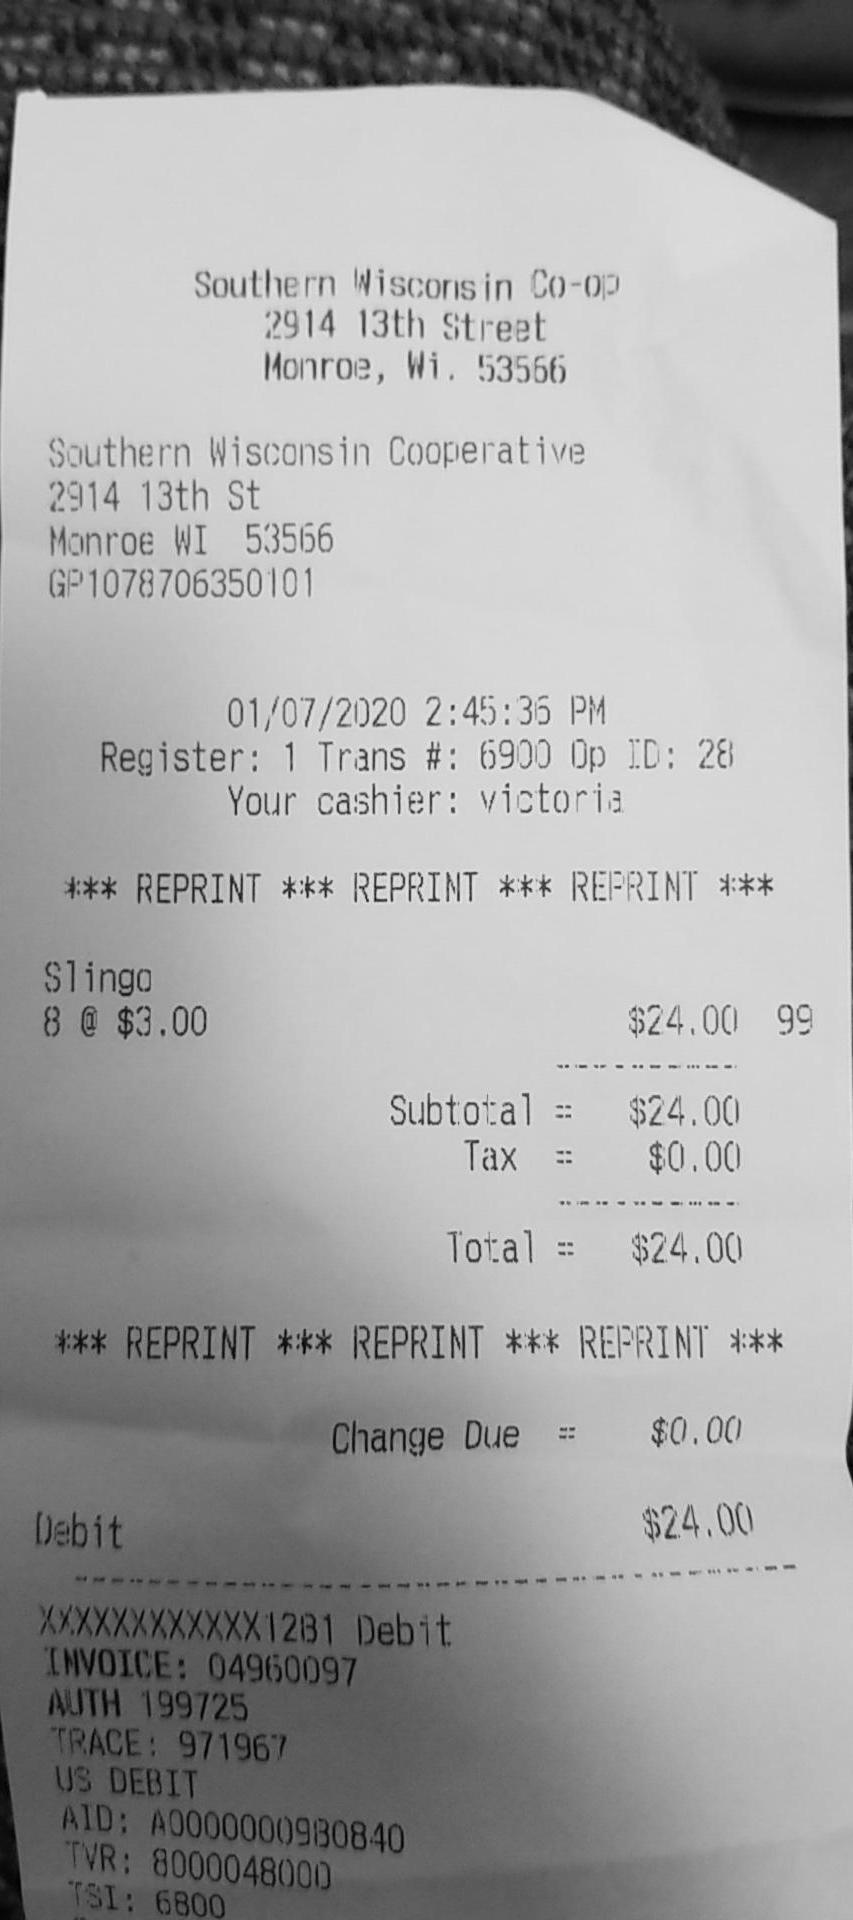 Southern Wisconsin Co-op
2914 13th Street
Monroe, Wi. 53566
Southern Wisconsin Cooperative
2914 13th St
Monroe WI 53566
GP1078706350101
01/07/2020 2:45:36 PM
Register: 1 Trans #: 6900 Op ID: 28
Your cashier: victoria
*** REPRINT *** REPRINT *** REPRINT ***
Slingo
8 @ $3.00 $24.00 99
Subtotal = $24.00
Tax = $0.00
Total = $24.00
*** REPRINT *** REPRINT *** REPRINT ***
Change Due = $0.00
Debit $24.00
XXXXXXXXXXXX1281 Debit
INVOICE: 04960097
AUTH 199725
TRACE: 971967
US DEBIT
AID: A0000000980840
TVR: 8000048000
TSI: 6800